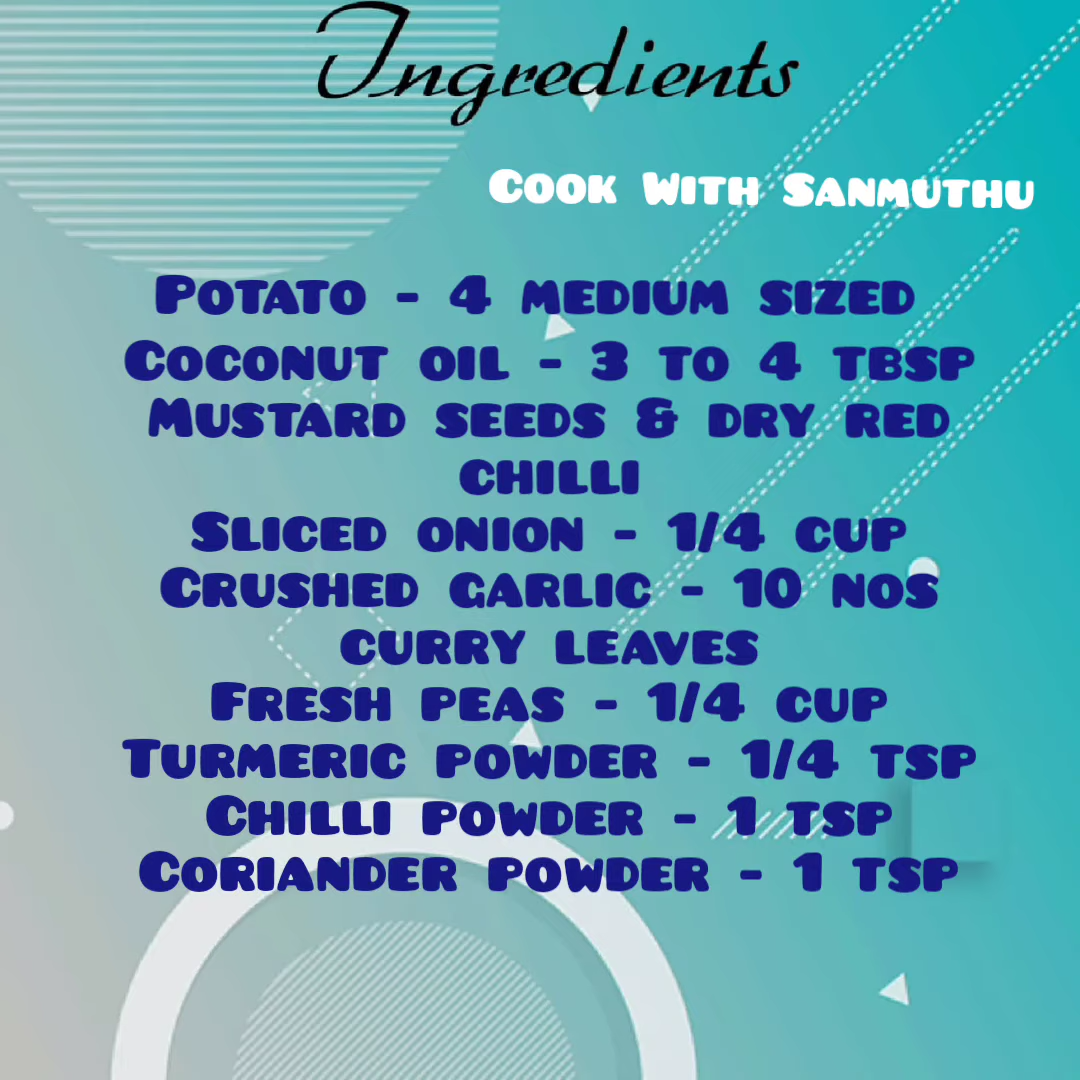 Ingredients
Cook With Sanmuthu
Potato - 4 medium sized
Coconut oil - 3 to 4 tbsp
Mustard seeds & dry red
chilli
Sliced onion - 1/4 cup
Crushed garlic - 10 nos
curry leaves
Fresh peas - 1/4 cup
Turmeric powder - 1/4 tsp
Chilli powder - 1 tsp
Coriander powder - 1 tsp